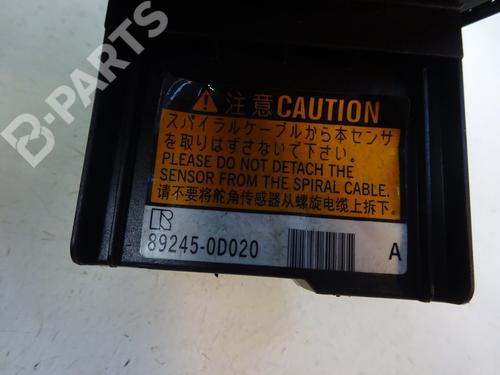 B-PARTS
注意 CAUTION
スパイラルケーブルから本センサ
を取りはずさないで下さい。
PLEASE DO NOT DETACH THE
SENSOR FROM THE SPIRAL CABLE.
请不要将舵角传感器从螺旋电缆上拆下.
89245-0D020
A